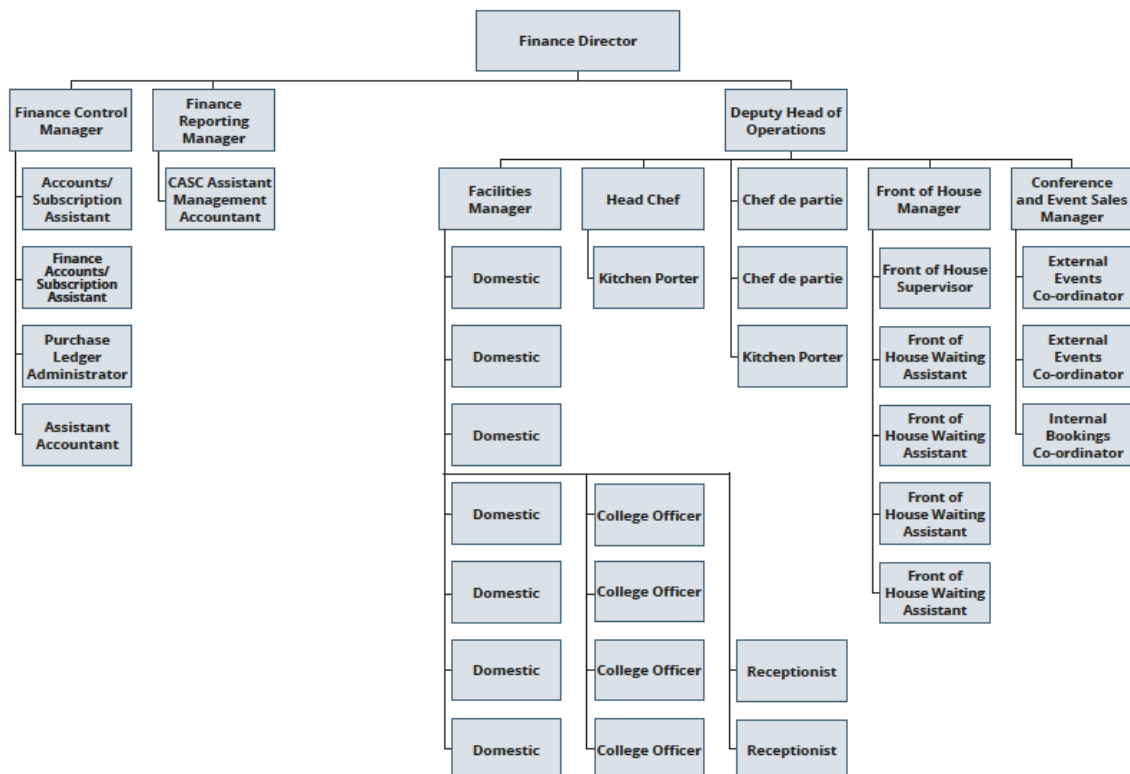 Finance Director
Finance Control
Manager
Finance
Reporting
Manager
Deputy Head of
Operations
Accounts/
Subscription
Assistant
CASC Assistant
Management
Accountant
Facilities
Manager
Head Chef
Chef de partie
Front of House
Manager
Conference
and Event Sales
Manager
Finance
Accounts/
Subscription
Assistant
Domestic
Kitchen Porter
Chef de partie
Front of House
Supervisor
External
Events
Co-ordinator
Purchase
Ledger
Administrator
Domestic
Kitchen Porter
Front of
House Waiting
Assistant
External
Events
Co-ordinator
Assistant
Accountant
Domestic
Front of
House Waiting
Assistant
Internal
Bookings
Co-ordinator
Domestic
College Officer
Front of
House Waiting
Assistant
Domestic
College Officer
Front of
House Waiting
Assistant
Domestic
College Officer
Receptionist
Domestic
College Officer
Receptionist